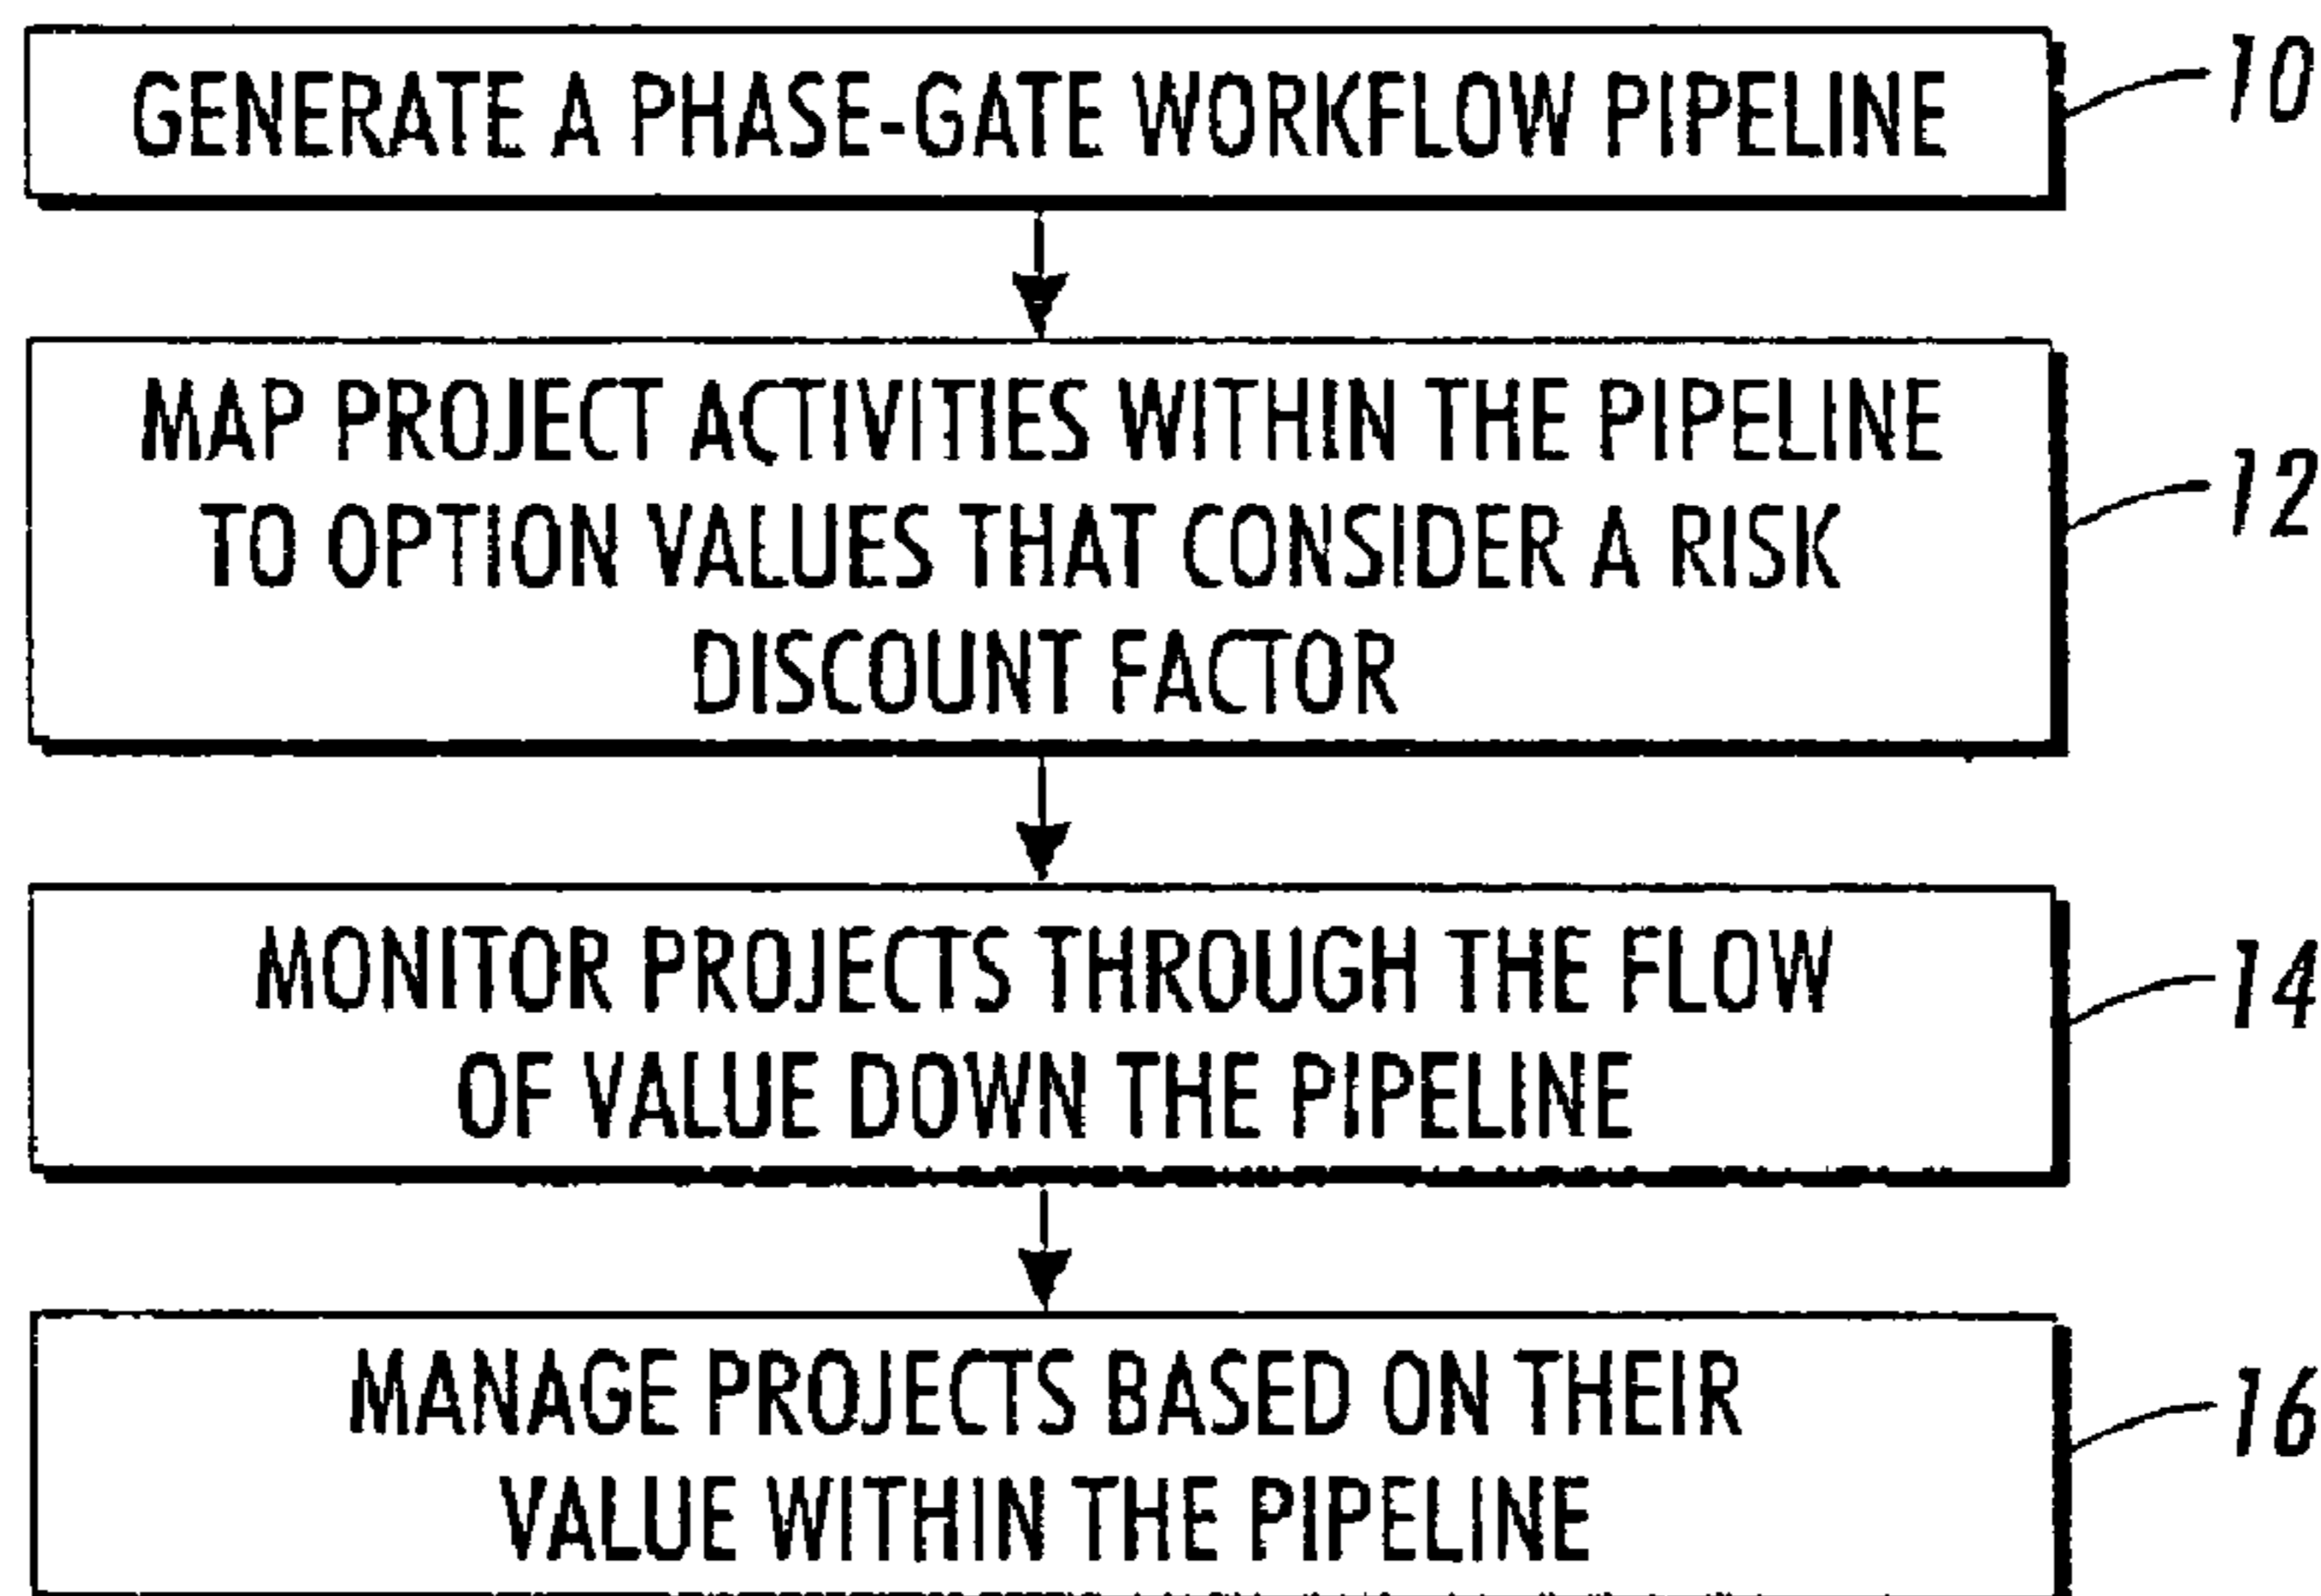 GENERATE A PHASE-GATE WORKFLOW PIPELINE
10
MAP PROJECT ACTIVITIES WITHIN THE PIPELINE
TO OPTION VALUES THAT CONSIDER A RISK
DISCOUNT FACTOR
12
MONITOR PROJECTS THROUGH THE FLOW
OF VALUE DOWN THE PIPELINE
14
MANAGE PROJECTS BASED ON THEIR
VALUE WITHIN THE PIPELINE
16